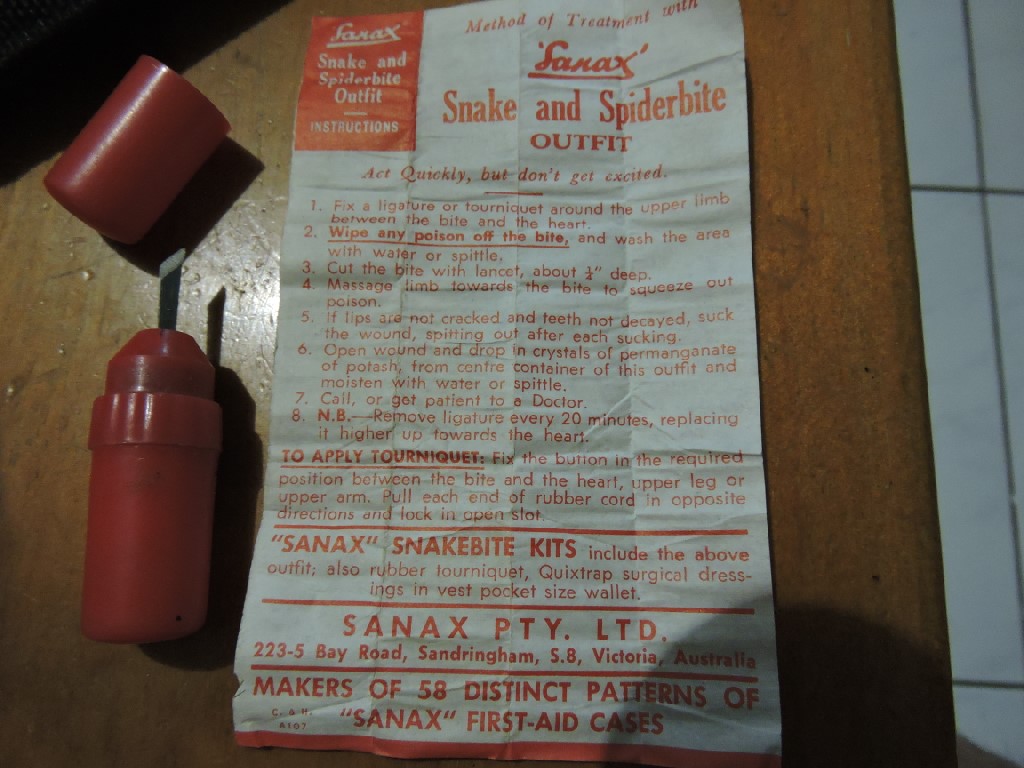 Sanax
Snake and
Spiderbite
Outfit
INSTRUCTIONS
Method of Treatment with
'Sanax'
Snake and Spiderbite
OUTFIT
Act Quickly, but don't get excited.
1. Fix a ligature or tourniquet around the upper limb
between the bite and the heart.
2. Wipe any poison off the bite, and wash the area
with water or spittle.
3. Cut the bite with lancet, about ¼" deep.
4. Massage limb towards the bite to squeeze out
poison.
5. If lips are not cracked and teeth not decayed, suck
the wound, spitting out after each sucking.
6. Open wound and drop in crystals of permanganate
of potash, from centre container of this outfit and
moisten with water or spittle.
7. Call, or get patient to a Doctor.
8. N.B.—Remove ligature every 20 minutes, replacing
it higher up towards the heart.
TO APPLY TOURNIQUET: Fix the button in the required
position between the bite and the heart, upper leg or
upper arm. Pull each end of rubber cord in opposite
directions and lock in open slot.
"SANAX" SNAKEBITE KITS include the above
outfit; also rubber tourniquet, Quixtrap surgical dress-
ings in vest pocket size wallet.
SANAX PTY. LTD.
223-5 Bay Road, Sandringham, S.8, Victoria, Australia
MAKERS OF 58 DISTINCT PATTERNS OF
"SANAX" FIRST-AID CASES
C. & H.
A107